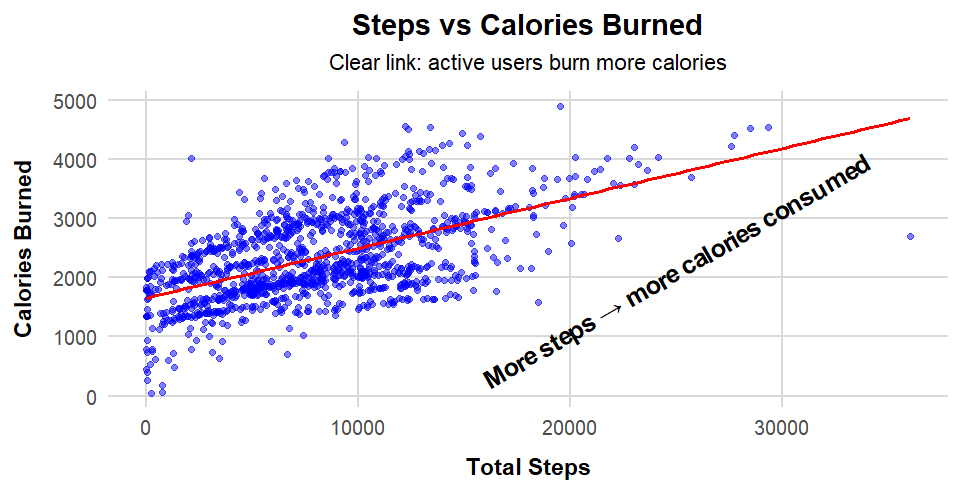 Steps vs Calories Burned
Clear link: active users burn more calories
Calories Burned
5000
4000
3000
2000
1000
0
More steps → more calories consumed
0 10000 20000 30000
Total Steps